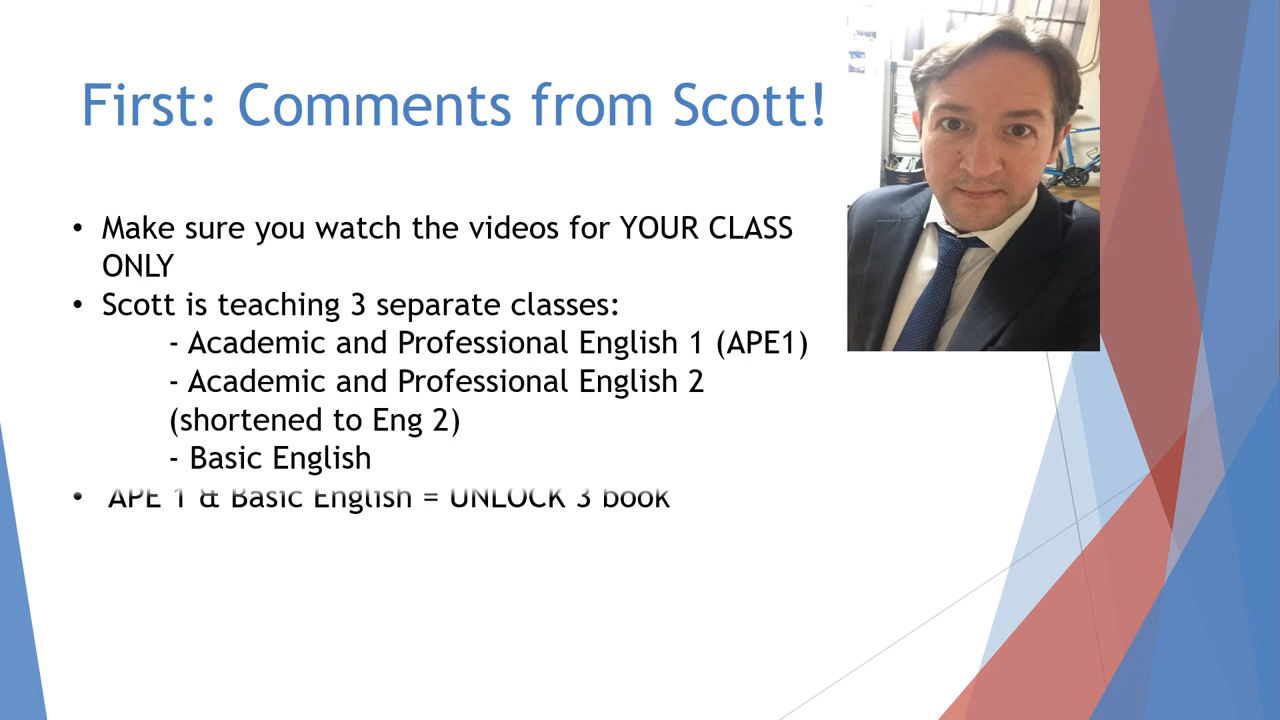 First: Comments from Scott!
• Make sure you watch the videos for YOUR CLASS
ONLY
• Scott is teaching 3 separate classes:
- Academic and Professional English 1 (APE1)
- Academic and Professional English 2
(shortened to Eng 2)
- Basic English
• APE 1 & Basic English = UNLOCK 3 book